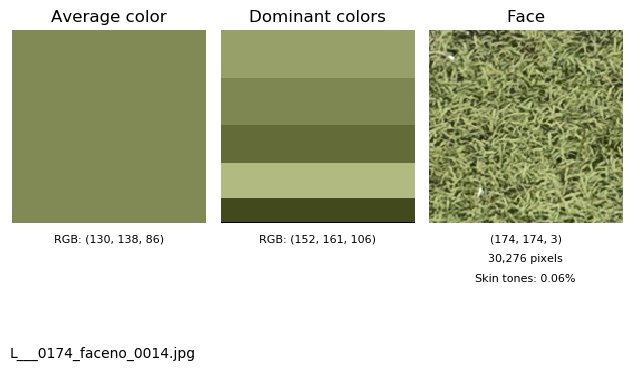 Average color
Dominant colors
Face
RGB: (130, 138, 86)
RGB: (152, 161, 106)
(174, 174, 3)
30,276 pixels
Skin tones: 0.06%
L___0174_faceno_0014.jpg